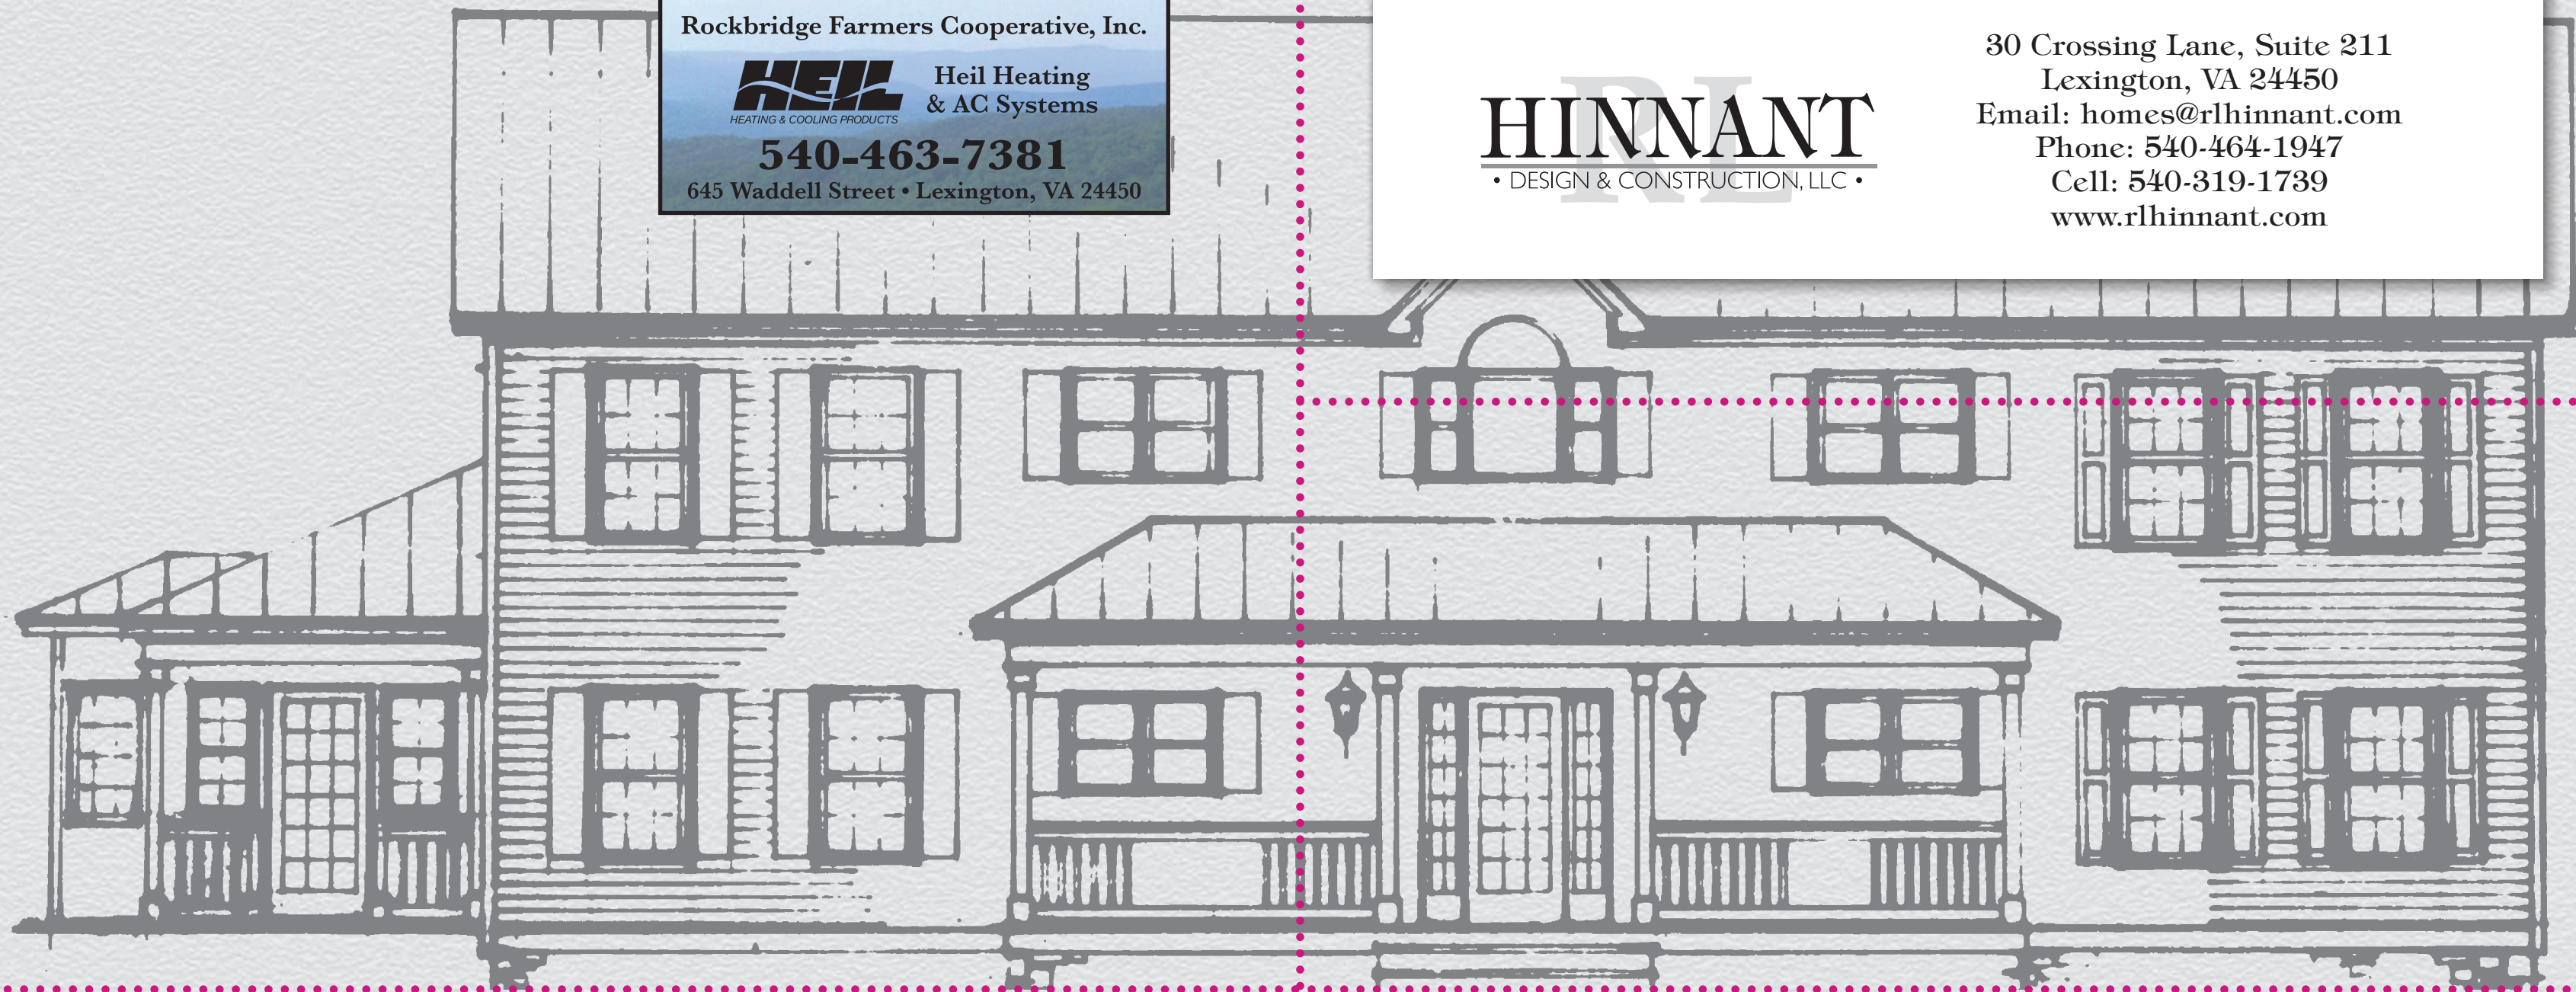 Rockbridge Farmers Cooperative, Inc.
HEIL
HEATING & COOLING PRODUCTS
Heil Heating
& AC Systems
540-463-7381
645 Waddell Street • Lexington, VA 24450
RL
HINNANT
• DESIGN & CONSTRUCTION, LLC •
30 Crossing Lane, Suite 211
Lexington, VA 24450
Email: homes@rlhinnant.com
Phone: 540-464-1947
Cell: 540-319-1739
www.rlhinnant.com